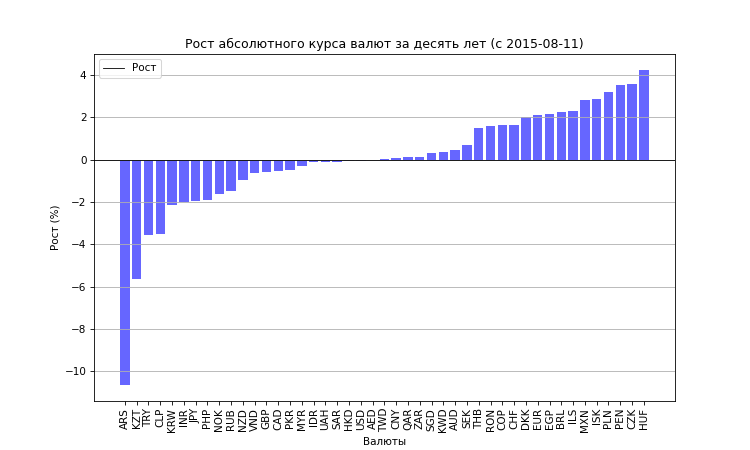 Рост абсолютного курса валют за десять лет (с 2015-08-11)
Рост
4
2
0
−2
−4
−6
−8
−10
Рост (%)
ARS KZT TRY CLP KRW INR JPY PHP NOK RUB NZD VND GBP CAD PKR MYR IDR UAH SAR HKD USD AED TWD CNY QAR ZAR SGD KWD AUD SEK THB RON COP CHF DKK EUR EGP BRL ILS MXN ISK PLN PEN CZK HUF
Валюты